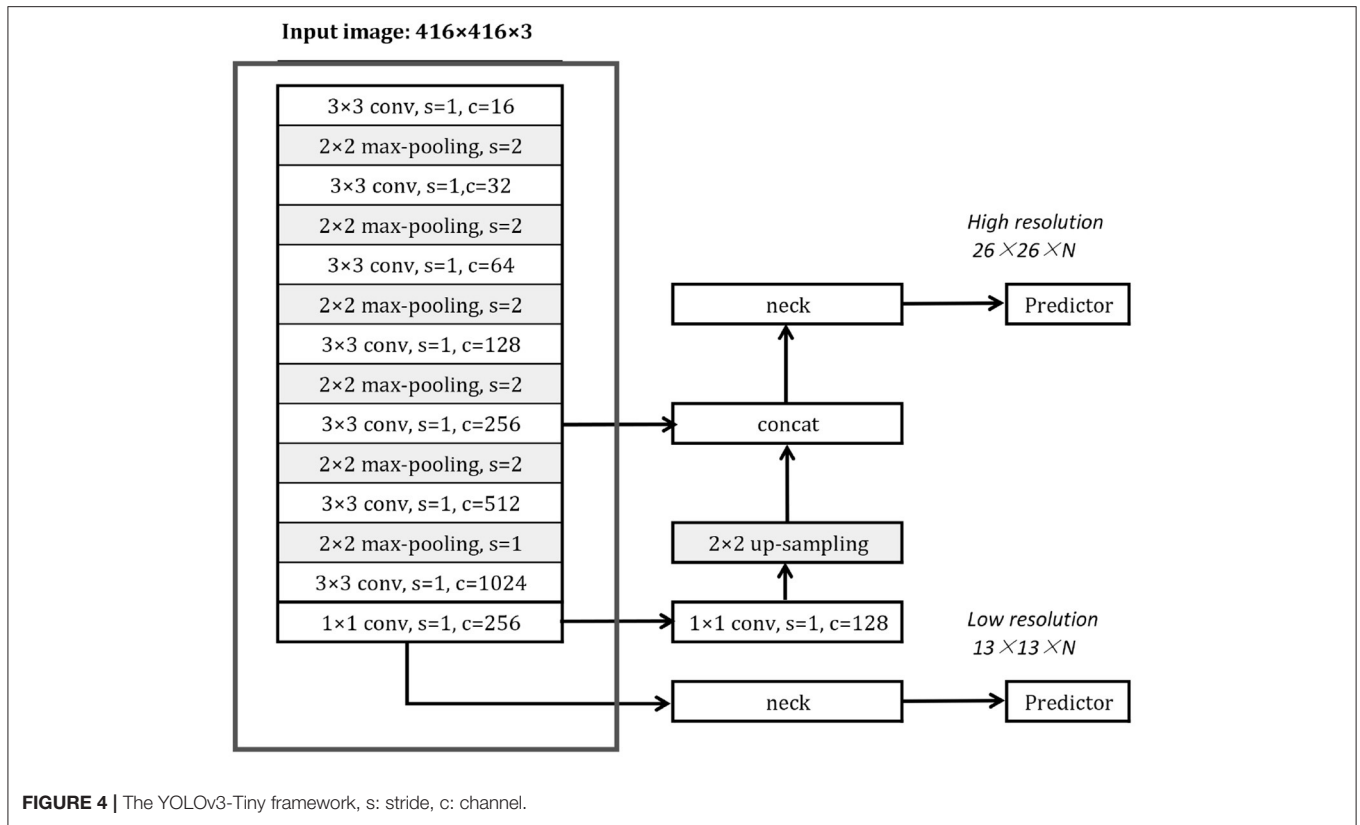 Input image: 416×416×3
3×3 conv, s=1, c=16
2×2 max-pooling, s=2
3×3 conv, s=1,c=32
2×2 max-pooling, s=2
3×3 conv, s=1, c=64
2×2 max-pooling, s=2
3×3 conv, s=1, c=128
2×2 max-pooling, s=2
3×3 conv, s=1, c=256
2×2 max-pooling, s=2
3×3 conv, s=1, c=512
2×2 max-pooling, s=1
3×3 conv, s=1, c=1024
1×1 conv, s=1, c=256
High resolution
26×26×N
neck
Predictor
concat
2×2 up-sampling
1×1 conv, s=1, c=128
Low resolution
13×13×N
neck
Predictor
FIGURE 4 | The YOLOv3-Tiny framework, s: stride, c: channel.